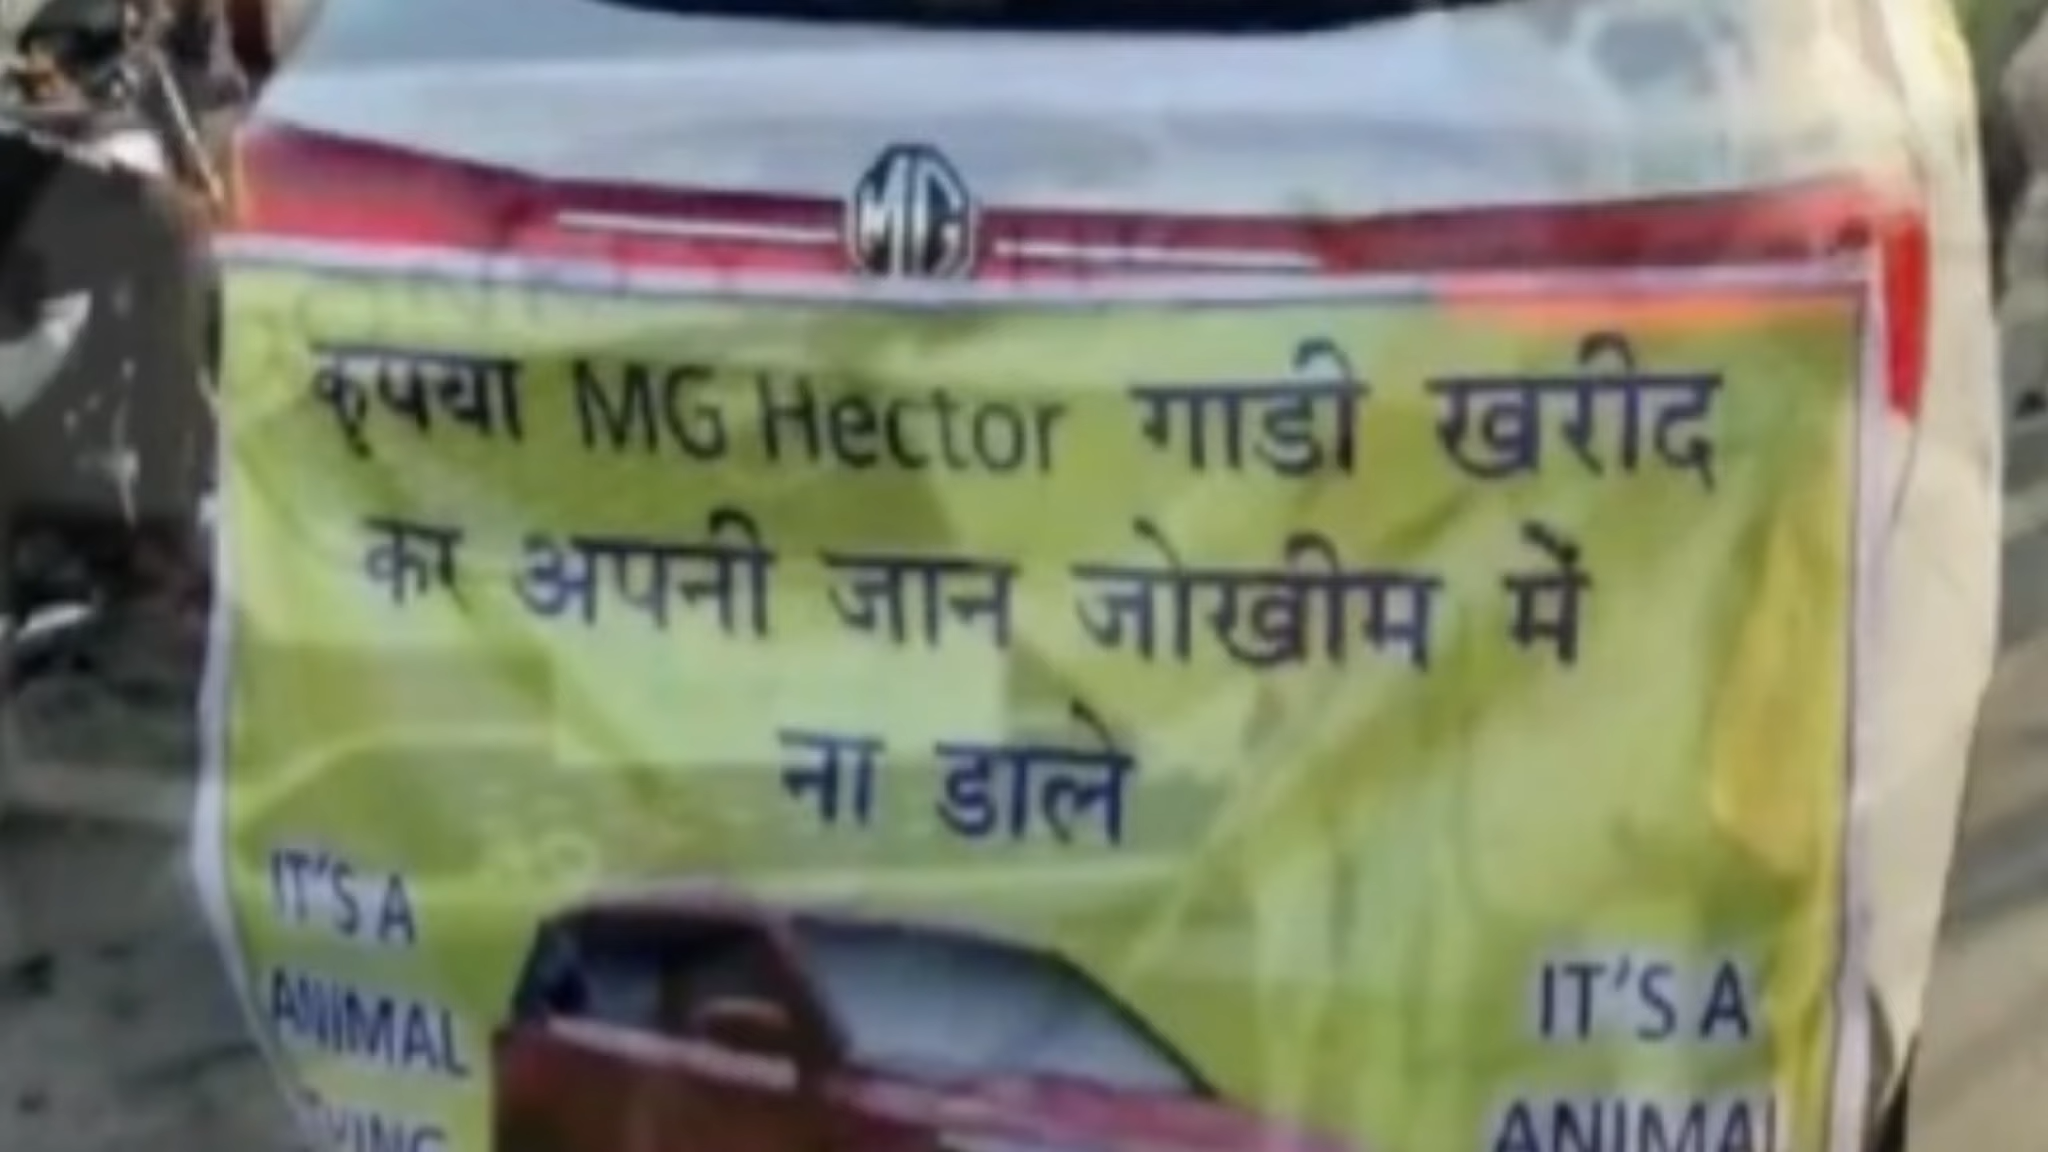 MG
कृपया MG Hector गाडी खरीद
कर अपनी जान जोखीम में
ना डाले
IT'S A
ANIMAL
IT'S A
ANIMAL